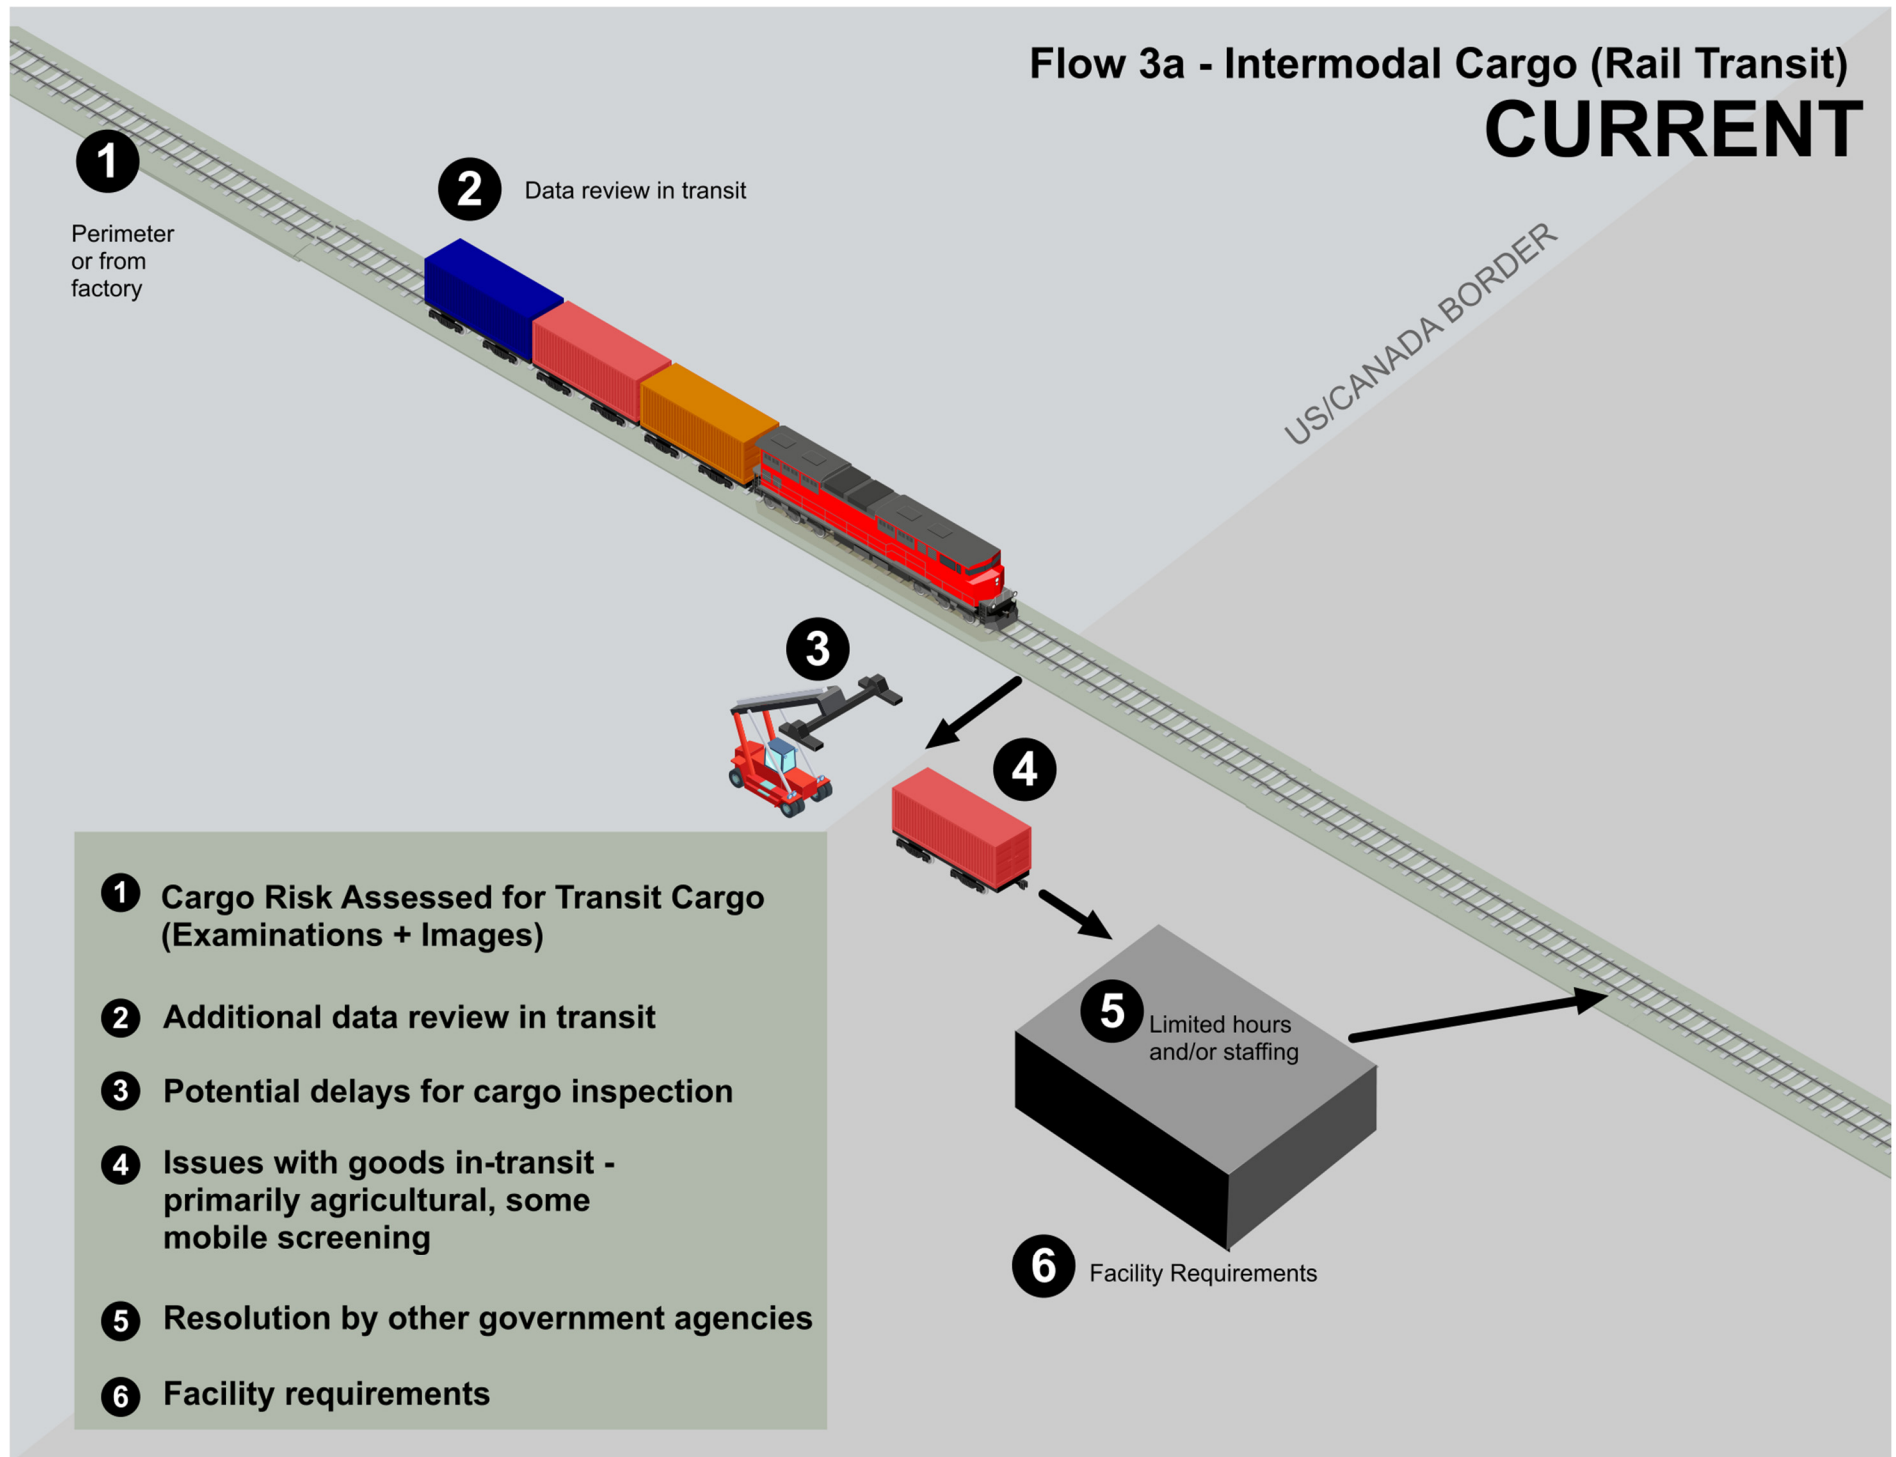 Flow 3a - Intermodal Cargo (Rail Transit)
CURRENT
1
Perimeter
or from
factory
2
Data review in transit
US/CANADA BORDER
3
4
5
Limited hours
and/or staffing
6
Facility Requirements
1
Cargo Risk Assessed for Transit Cargo
(Examinations + Images)
2
Additional data review in transit
3
Potential delays for cargo inspection
4
Issues with goods in-transit -
primarily agricultural, some
mobile screening
5
Resolution by other government agencies
6
Facility requirements